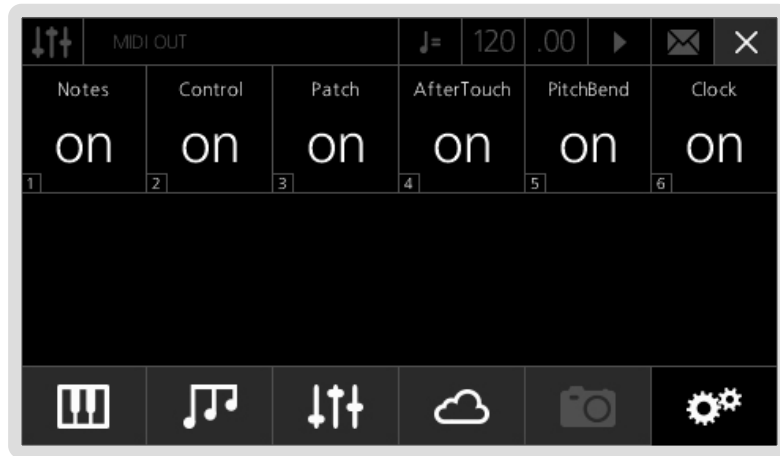 MIDI OUT = 120 .00
Notes Control Patch AfterTouch PitchBend Clock
on on on on on on
1 2 3 4 5 6